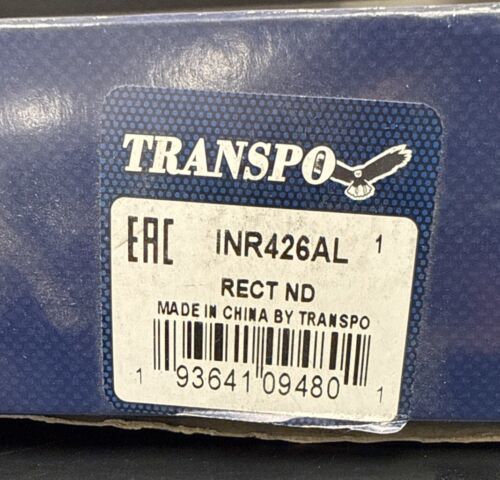 TRANSPO
EAC INR426AL 1
RECT ND
MADE IN CHINA BY TRANSPO
1 93641 09480 1